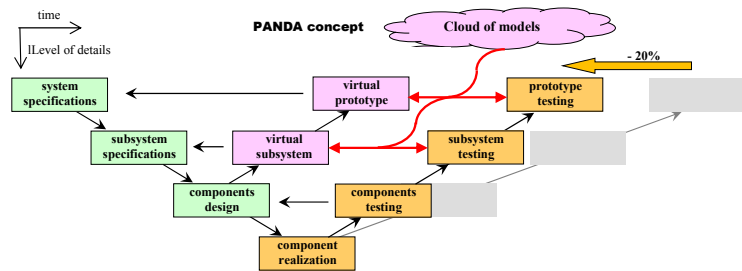 time
lLevel of details
PANDA concept
Cloud of models
- 20%
system
specifications
virtual
prototype
prototype
testing
subsystem
specifications
virtual
subsystem
subsystem
testing
components
design
components
testing
component
realization